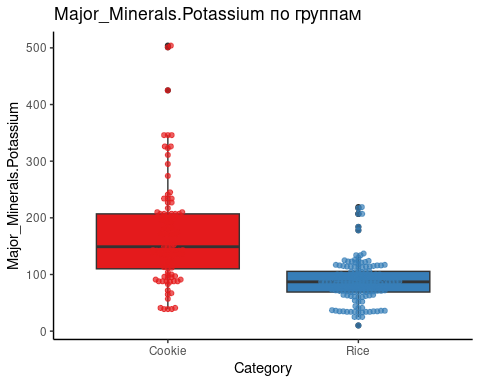 Major_Minerals.Potassium по группам
Major_Minerals.Potassium
500
400
300
200
100
0
Cookie Rice
Category